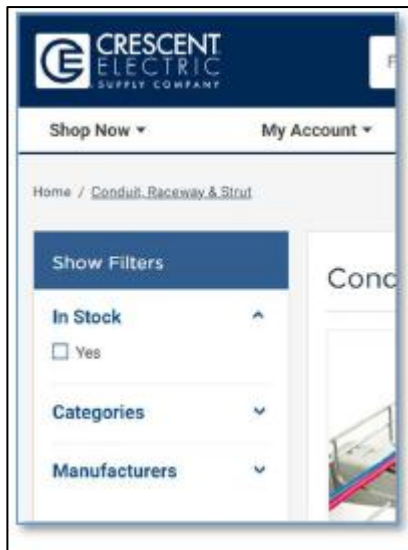 CRESCENT
ELECTRIC
SUPPLY COMPANY
F
Shop Now
My Account
Home / Conduit, Raceway & Strut
Show Filters
Conc
In Stock
Yes
Categories
Manufacturers